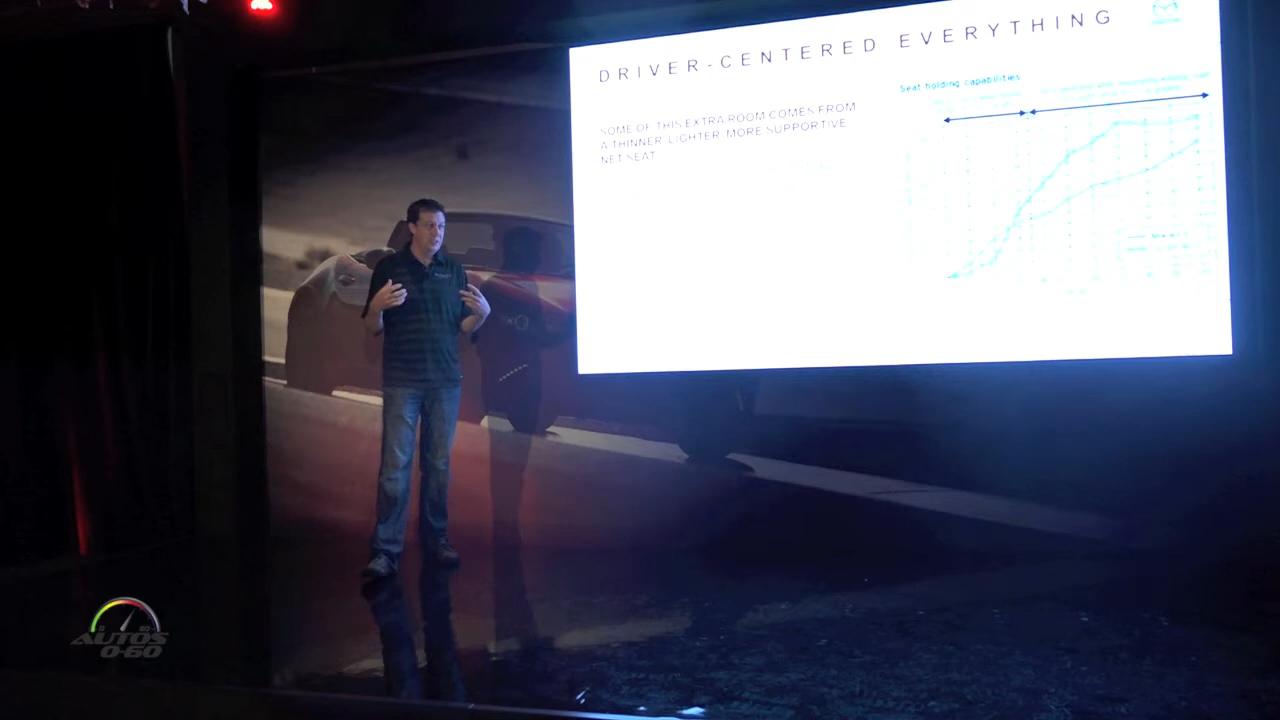 DRIVER-CENTERED EVERYTHING
Seat holding capabilities
SOME OF THIS EXTRA ROOM COMES FROM
A THINNER, LIGHTER, MORE SUPPORTIVE
NET SEAT
AUTOS
0-60